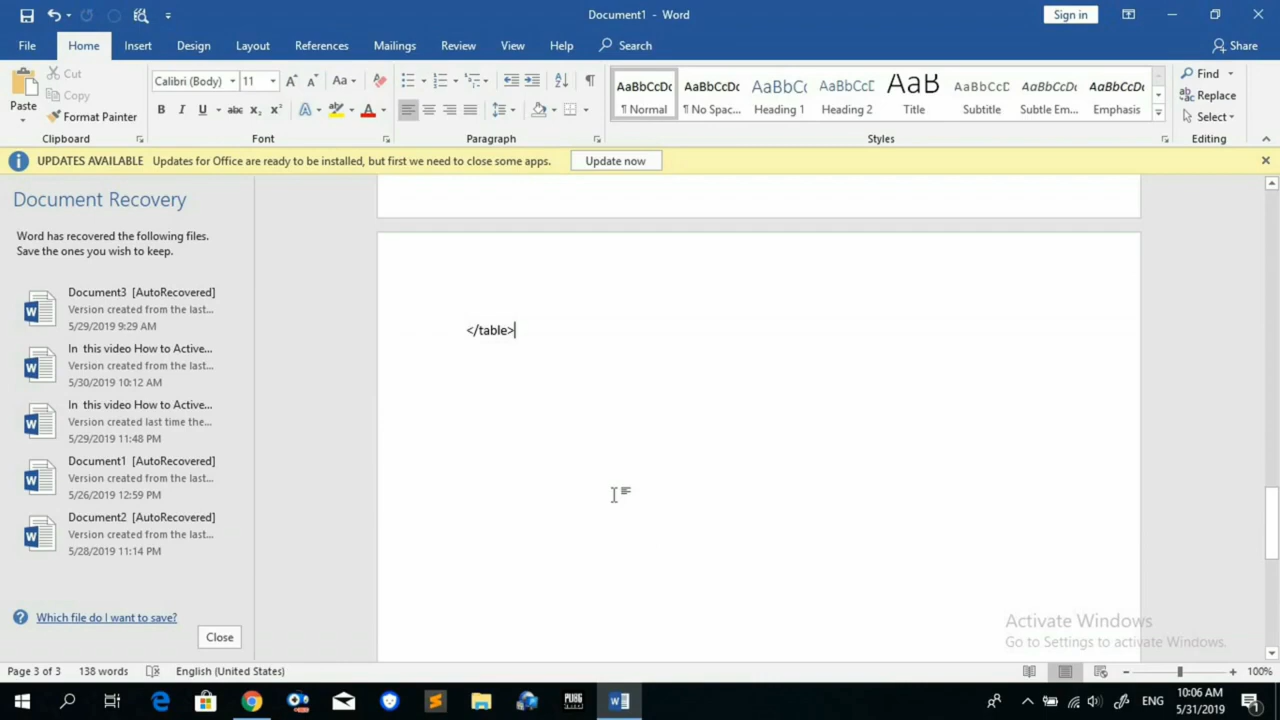 Document1 - Word
Sign in
File Home Insert Design Layout References Mailings Review View Help Search Share
Paste
Cut
Copy
Format Painter
Clipboard
Calibri (Body) 11 Aa
B I U abc x₂ x² A A
Font
Paragraph
AaBbCcDc AaBbCcDc AaBbCc AaBbCcC AaB AaBbCcD AaBbCcDc AaBbCcDc
¶ Normal ¶ No Spac... Heading 1 Heading 2 Title Subtitle Subtle Em... Emphasis
Styles
Find
Replace
Select
Editing
UPDATES AVAILABLE Updates for Office are ready to be installed, but first we need to close some apps. Update now
Document Recovery
Word has recovered the following files.
Save the ones you wish to keep.
Document3 [AutoRecovered]
Version created from the last...
5/29/2019 9:29 AM
In this video How to Active...
Version created from the last...
5/30/2019 10:12 AM
In this video How to Active...
Version created last time the...
5/29/2019 11:48 PM
Document1 [AutoRecovered]
Version created from the last...
5/26/2019 12:59 PM
Document2 [AutoRecovered]
Version created from the last...
5/28/2019 11:14 PM
Which file do I want to save?
Close
</table>
Activate Windows
Go to Settings to activate Windows.
Page 3 of 3 138 words English (United States) 100%
PUBG
ENG
10:06 AM
5/31/2019
1